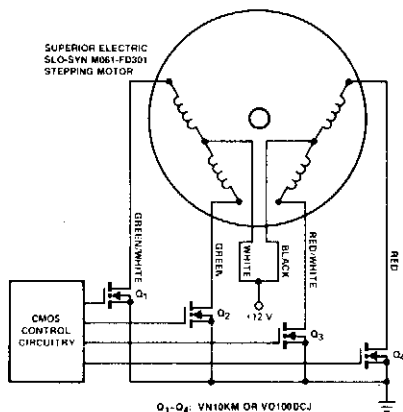 SUPERIOR ELECTRIC
SLO-SYN M061-FD301
STEPPING MOTOR
GREEN/WHITE
GREEN
WHITE
BLACK
RED/WHITE
RED
+12 V
Q1
Q2
Q3
Q4
CMOS
CONTROL
CIRCUITRY
Q1-Q4: VN10KM OR VQ1000CJ